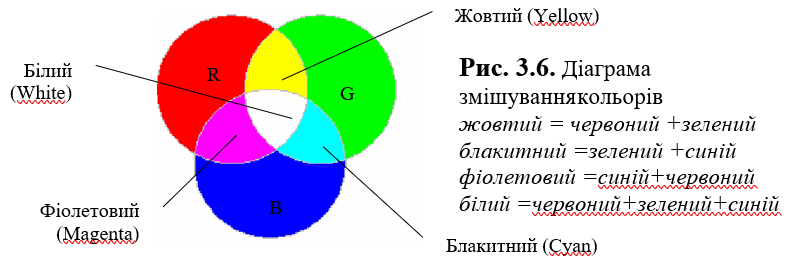 Жовтий (Yellow)
Білий
(White)
R
G
B
Фіолетовий
(Magenta)
Блакитний (Cyan)
Рис. 3.6. Діаграма
змішуваннякольорів
жовтий = червоний +зелений
блакитний =зелений +синій
фіолетовий =синій+червоний
білий =червоний+зелений+синій